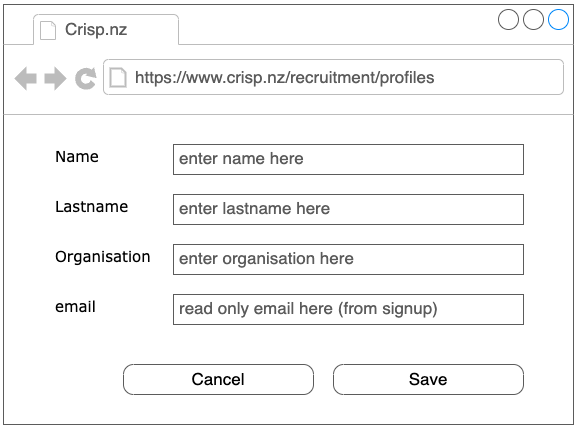 Crisp.nz
https://www.crisp.nz/recruitment/profiles
Name enter name here
Lastname enter lastname here
Organisation enter organisation here
email read only email here (from signup)
Cancel Save